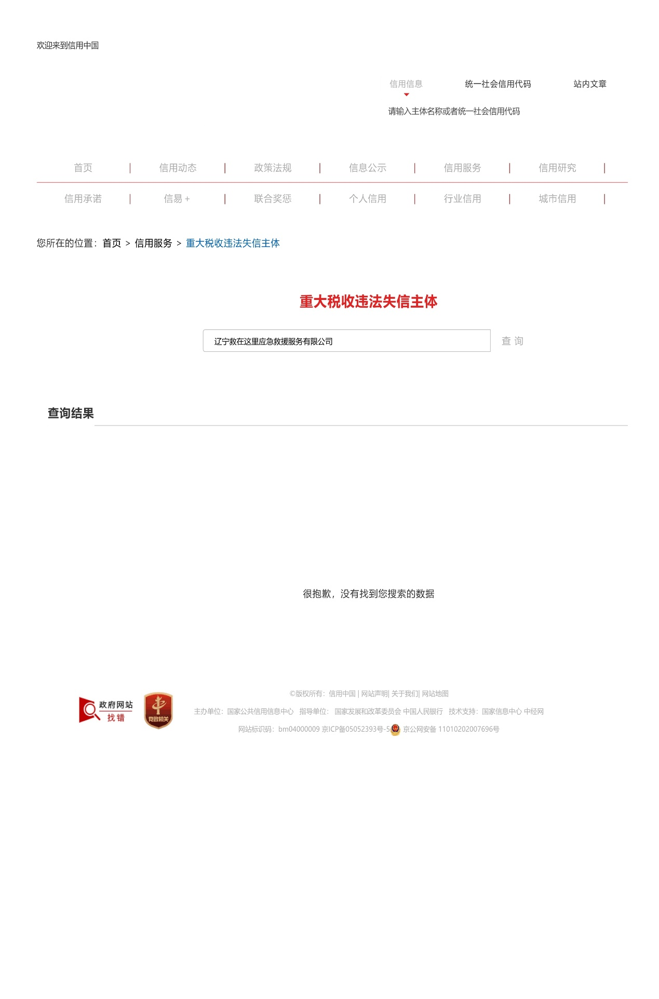 欢迎来到信用中国
信用信息 统一社会信用代码 站内文章
请输入主体名称或者统一社会信用代码
首页 | 信用动态 | 政策法规 | 信息公示 | 信用服务 | 信用研究 |
信用承诺 | 信易+ | 联合奖惩 | 个人信用 | 行业信用 | 城市信用 |
您所在的位置：首页 > 信用服务 > 重大税收违法失信主体
重大税收违法失信主体
辽宁救在这里应急救援服务有限公司 查 询
查询结果
很抱歉，没有找到您搜索的数据
政府网站
找错
党政机关
©版权所有：信用中国 | 网站声明| 关于我们| 网站地图
主办单位：国家公共信用信息中心 指导单位： 国家发展和改革委员会 中国人民银行 技术支持：国家信息中心 中经网
网站标识码：bm04000009 京ICP备05052393号-5 京公网安备 11010202007696号